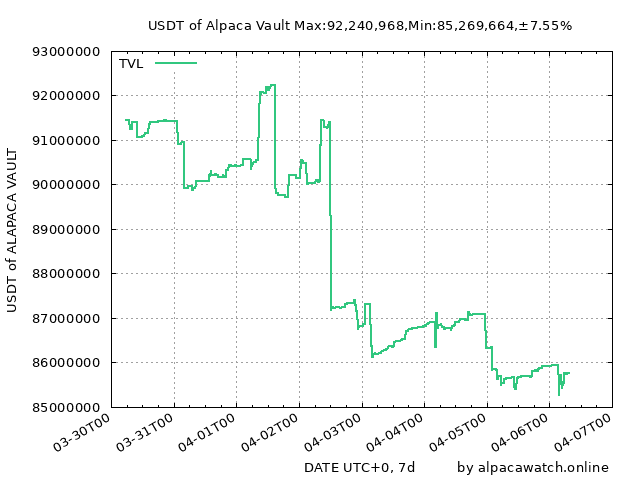 USDT of Alpaca Vault Max:92,240,968,Min:85,269,664,±7.55%
TVL
93000000
92000000
91000000
90000000
89000000
88000000
87000000
86000000
85000000
USDT of ALAPACA VAULT
03-30T00
03-31T00
04-01T00
04-02T00
04-03T00
04-04T00
04-05T00
04-06T00
04-07T00
DATE UTC+0, 7d
by alpacawatch.online